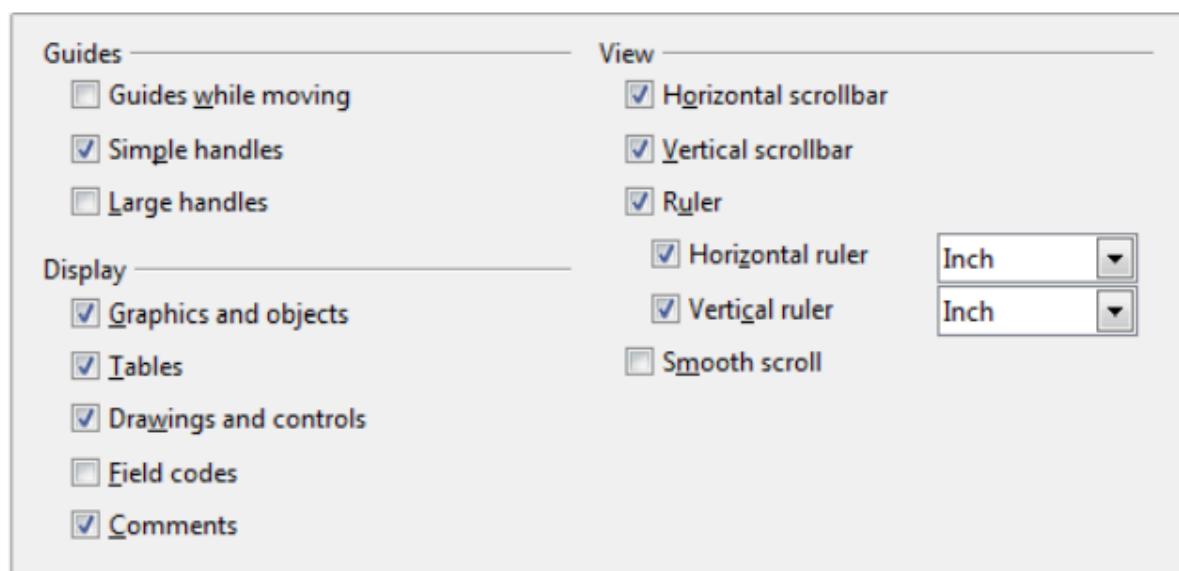 Guides
Guides while moving
Simple handles
Large handles
Display
Graphics and objects
Tables
Drawings and controls
Field codes
Comments
View
Horizontal scrollbar
Vertical scrollbar
Ruler
Horizontal ruler Inch
Vertical ruler Inch
Smooth scroll